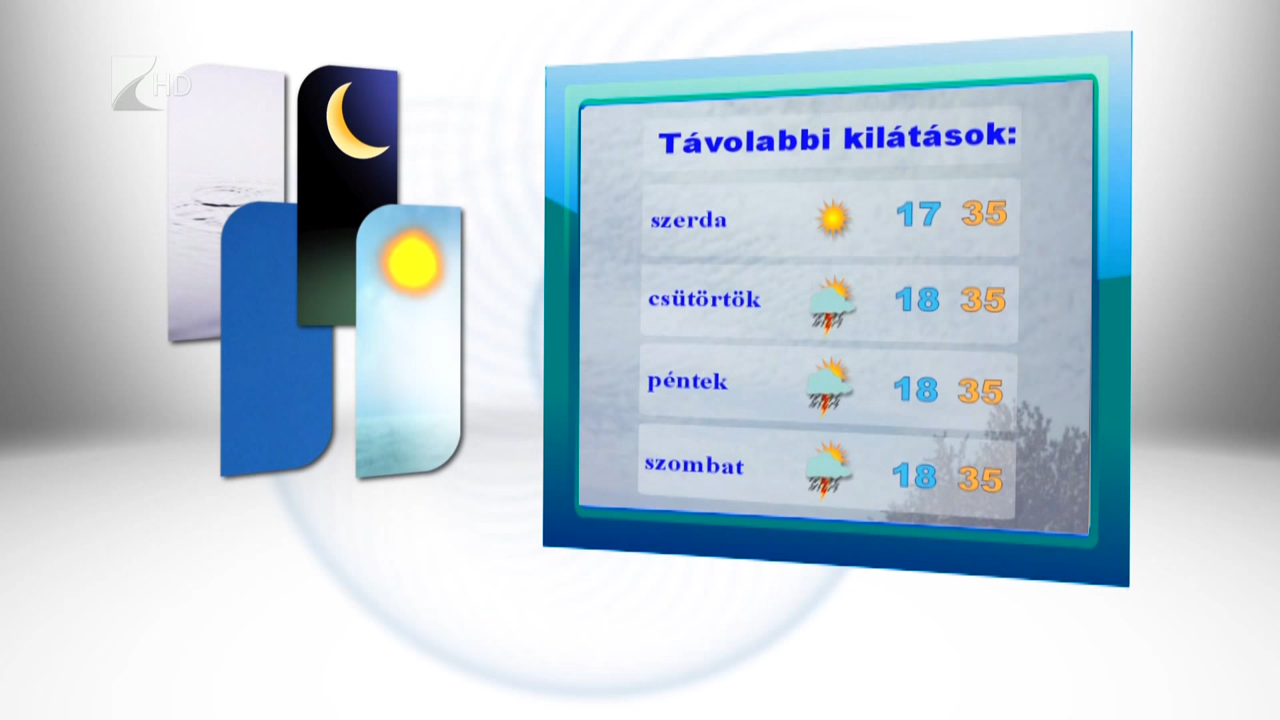 HD
Távolabbi kilátások:
szerda 17 35
csütörtök 18 35
péntek 18 35
szombat 18 35